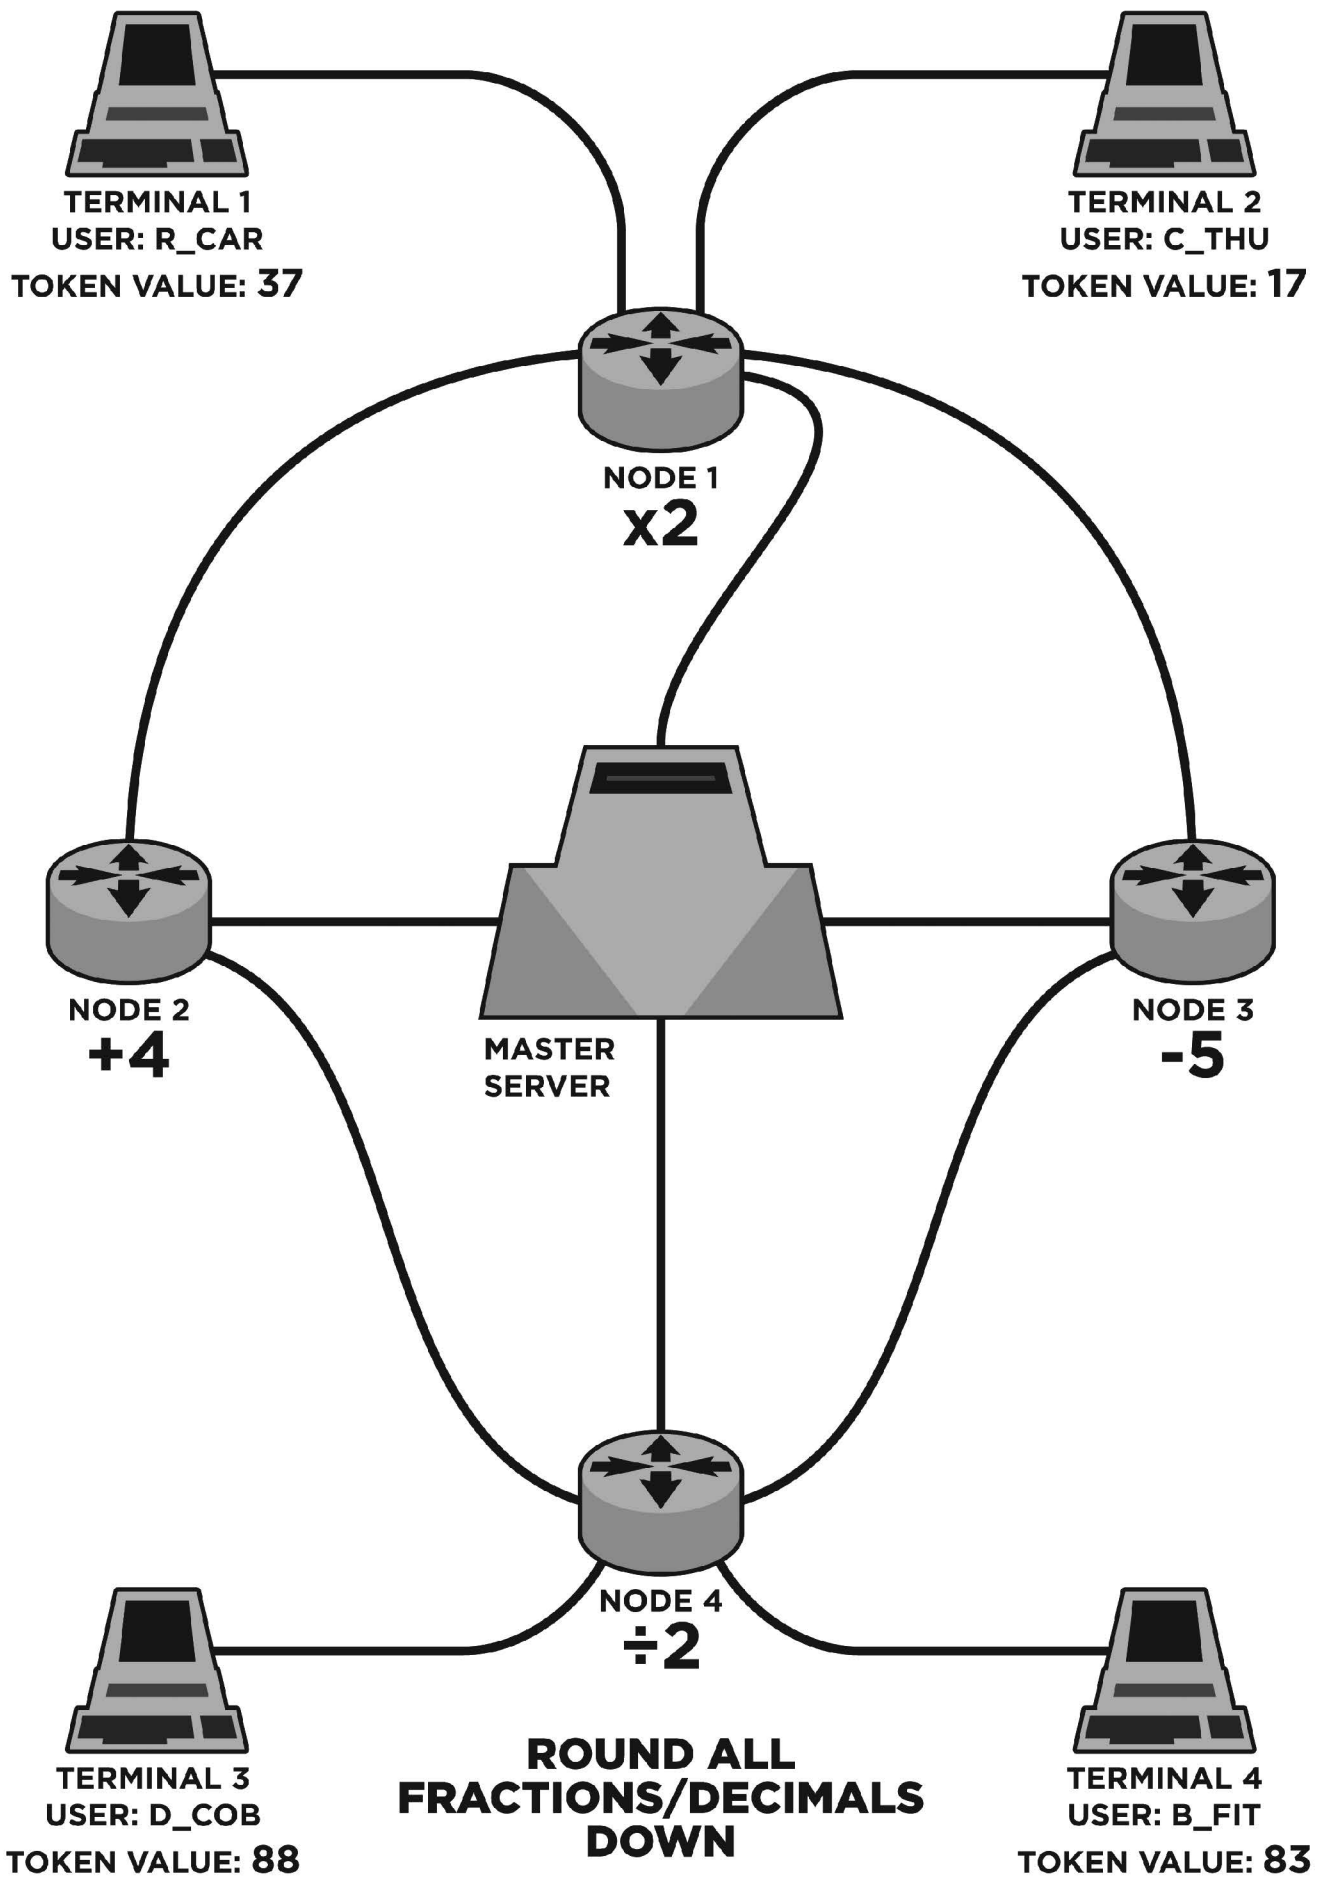 TERMINAL 1
USER: R_CAR
TOKEN VALUE: 37
TERMINAL 2
USER: C_THU
TOKEN VALUE: 17
NODE 1
x2
NODE 2
+4
MASTER
SERVER
NODE 3
-5
NODE 4
÷2
TERMINAL 3
USER: D_COB
TOKEN VALUE: 88
ROUND ALL
FRACTIONS/DECIMALS
DOWN
TERMINAL 4
USER: B_FIT
TOKEN VALUE: 83